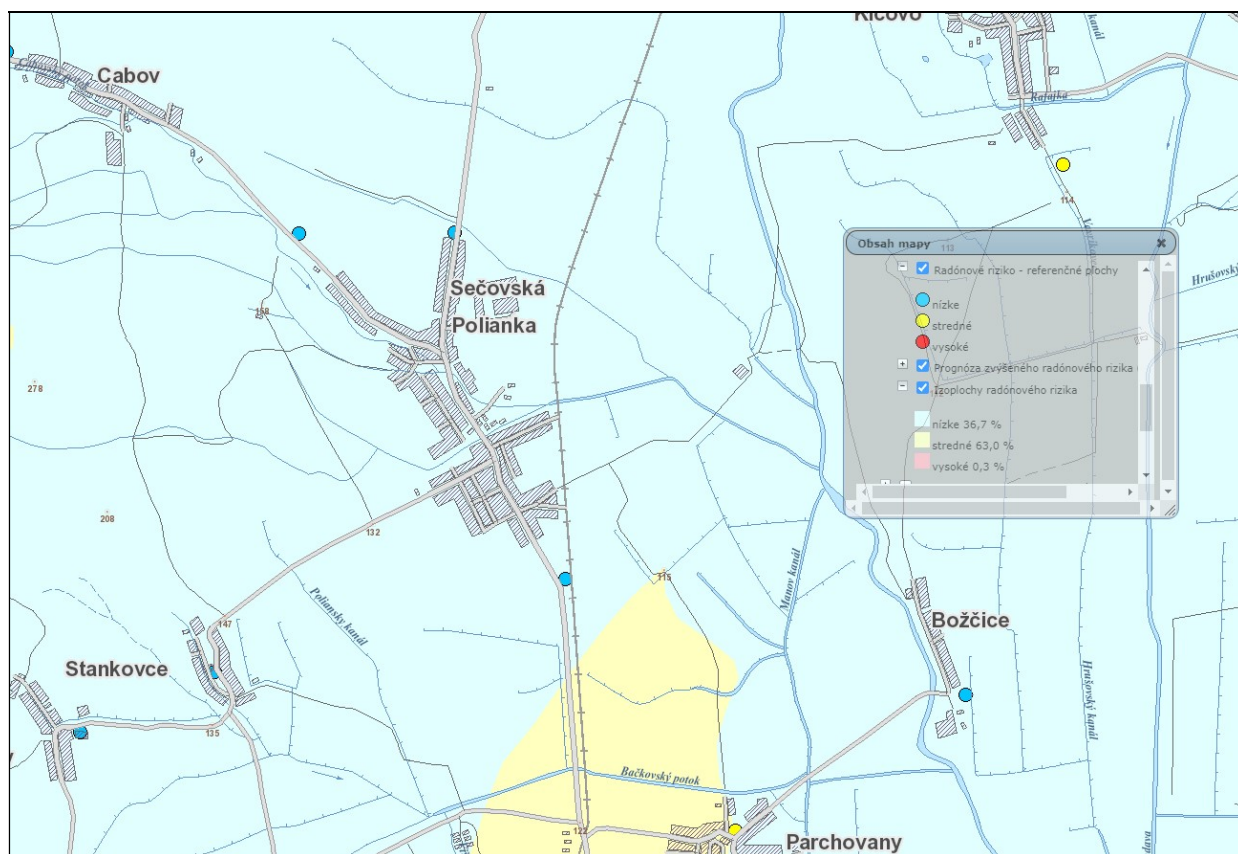 Cabov
Rafajka
114
Sečovská
Polianka
158
278
208
132
115
Manov kanál
Poliansky kanál
147
Stankovce
135
Božčice
Hrušovský kanál
Bačkovský potok
122
Parchovany
Hrušovský
Obsah mapy
113
Radónové riziko - referenčné plochy
nízke
stredné
vysoké
Prognóza zvýšeného radónového rizika
Izoplochy radónového rizika
nízke 36,7 %
stredné 63,0 %
vysoké 0,3 %
kanál